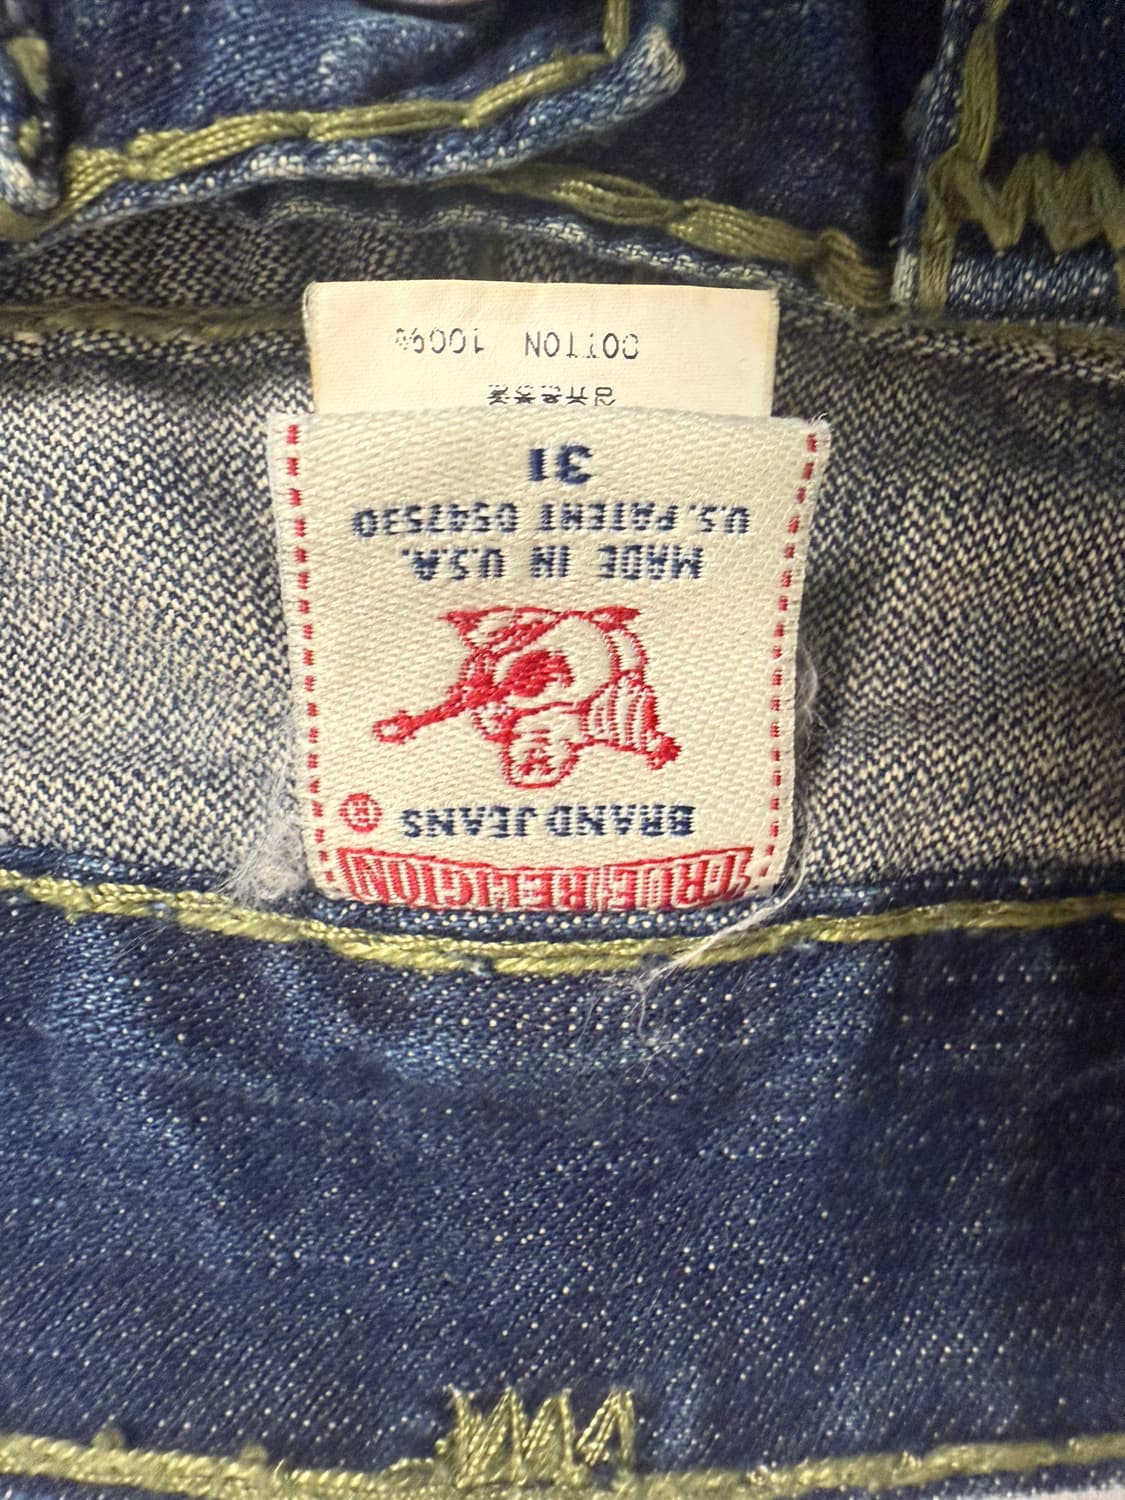 TRUE RELIGION
BRAND JEANS ®
MADE IN U.S.A.
U.S. PATENT D547530
31
COTTON 100%